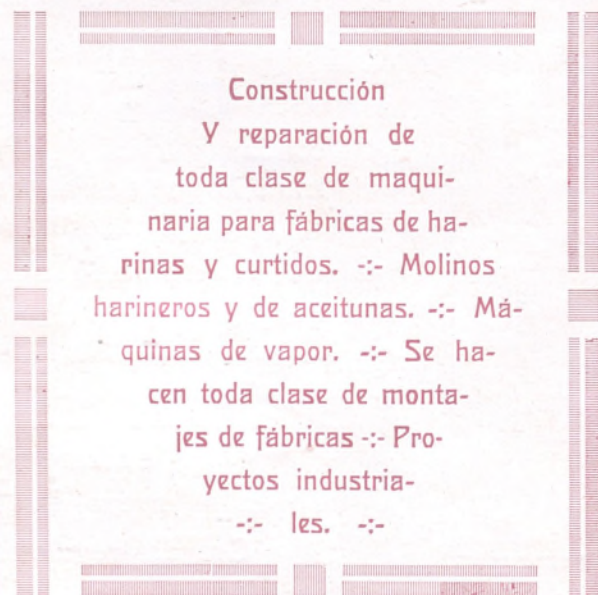 Construcción
Y reparación de
toda clase de maqui-
naria para fábricas de ha-
rinas y curtidos. -:- Molinos
harineros y de aceitunas. -:- Má-
quinas de vapor. -:- Se ha-
cen toda clase de monta-
jes de fábricas -:- Pro-
yectos industria-
-:- les. -:-